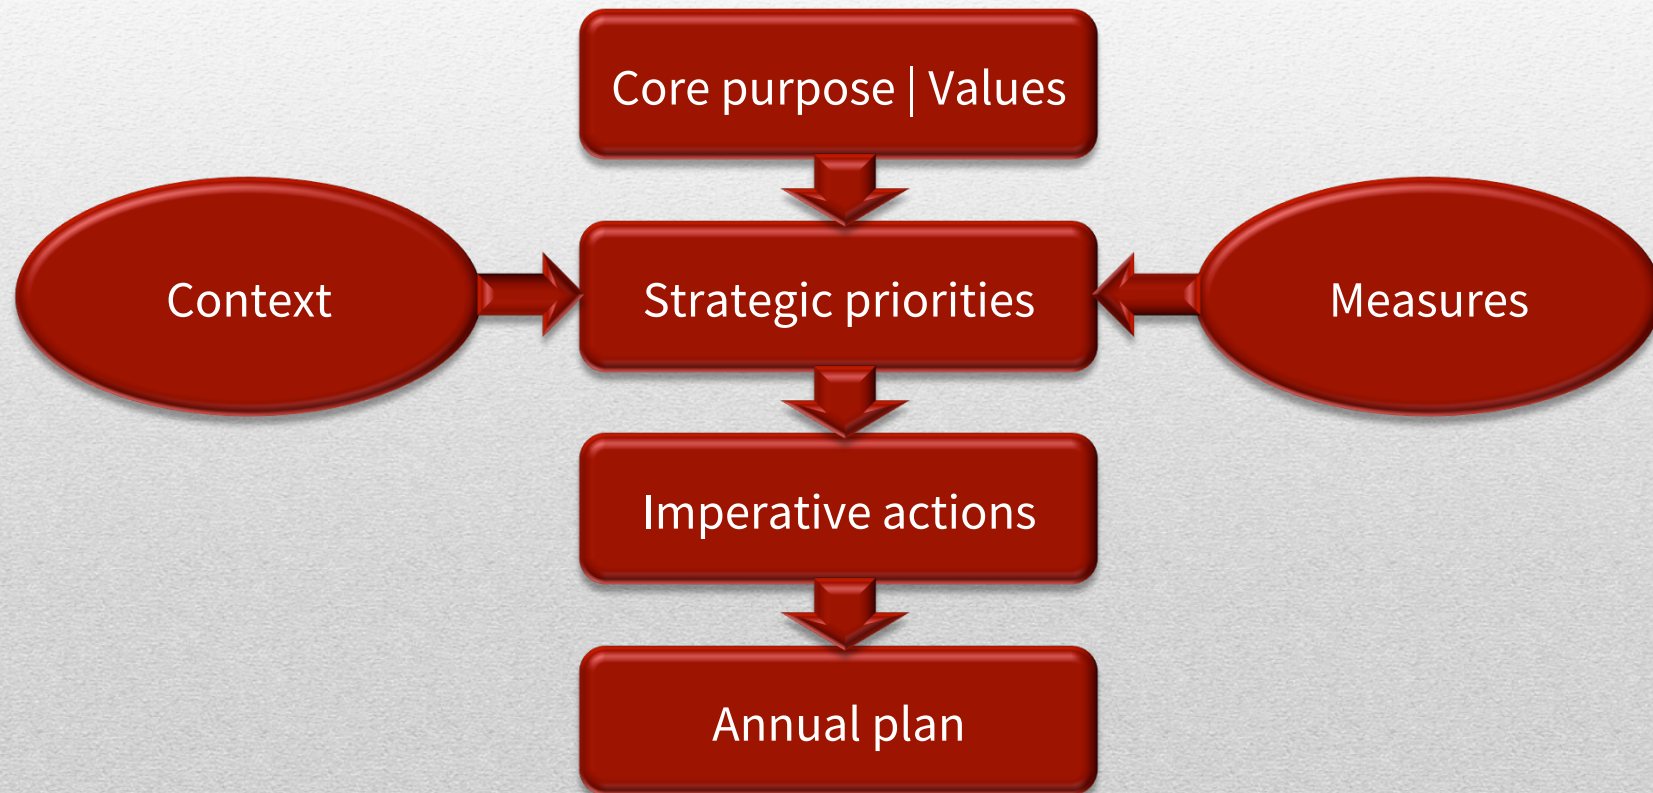 Core purpose | Values
Context
Strategic priorities
Measures
Imperative actions
Annual plan